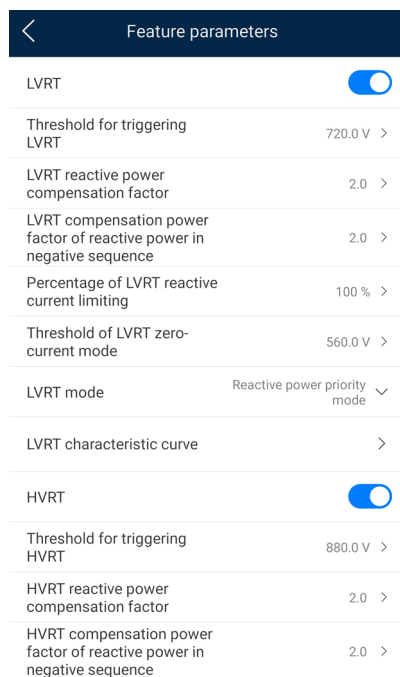 Feature parameters
LVRT
Threshold for triggering
LVRT
720.0 V
LVRT reactive power
compensation factor
2.0
LVRT compensation power
factor of reactive power in
negative sequence
2.0
Percentage of LVRT reactive
current limiting
100 %
Threshold of LVRT zero-
current mode
560.0 V
LVRT mode
Reactive power priority
mode
LVRT characteristic curve
HVRT
Threshold for triggering
HVRT
880.0 V
HVRT reactive power
compensation factor
2.0
HVRT compensation power
factor of reactive power in
negative sequence
2.0